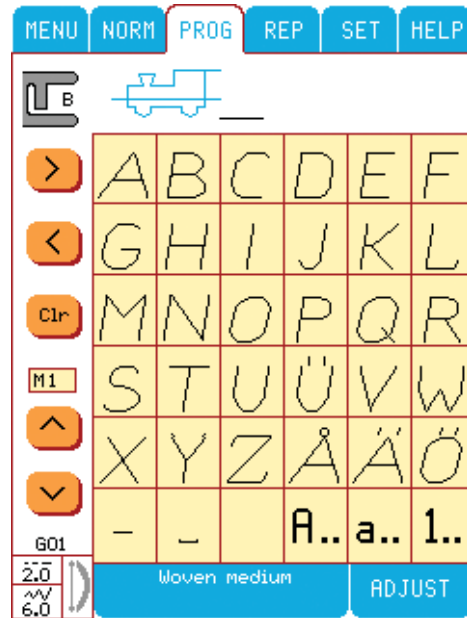 MENU NORM PROG REP SET HELP
B
> A B C D E F
< G H I J K L
Clr M N O P Q R
M1 S T U Ü V W
X Y Z Å Ä Ö
– ⎵ A.. a.. 1..
G01
2.0 Woven medium ADJUST
6.0